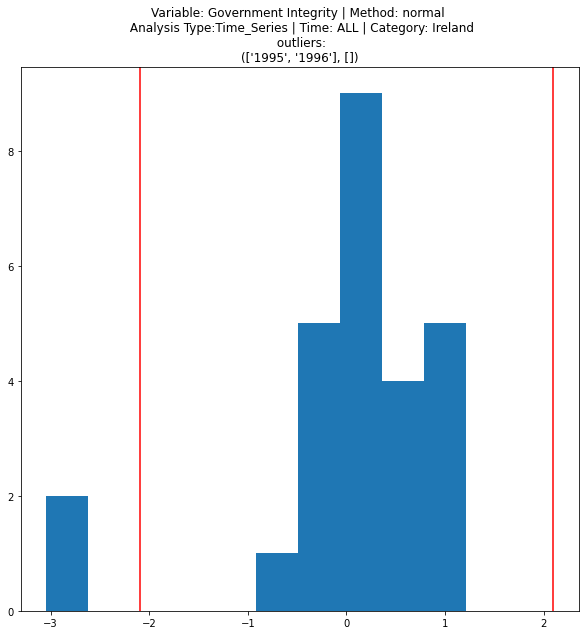 Variable: Government Integrity | Method: normal
Analysis Type:Time_Series | Time: ALL | Category: Ireland
outliers:
(['1995', '1996'], [])
8
6
4
2
0
−3
−2
−1
0
1
2